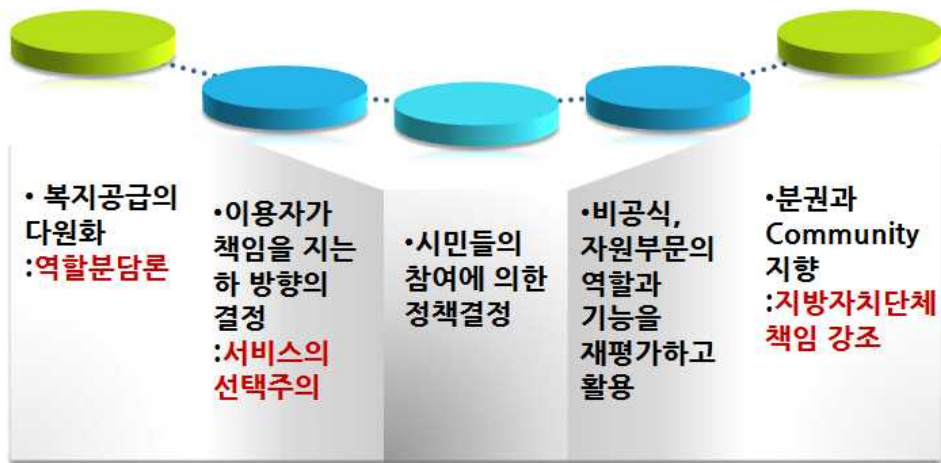 • 복지공급의
다원화
:역할분담론
•이용자가
책임을 지는
하 방향의
결정
:서비스의
선택주의
•시민들의
참여에 의한
정책결정
•비공식,
자원부문의
역할과
기능을
재평가하고
활용
•분권과
Community
지향
:지방자치단체
책임 강조